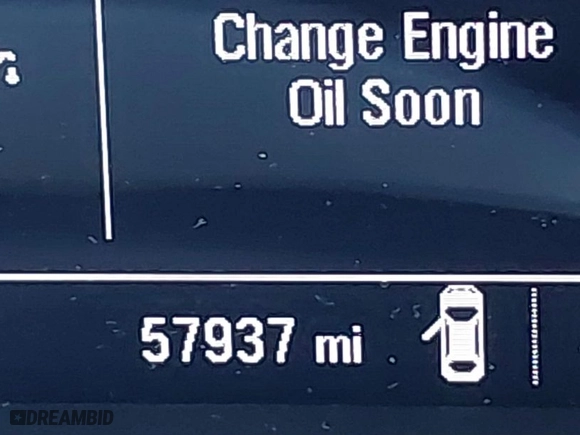 Change Engine
Oil Soon
57937 mi
DREAMBID